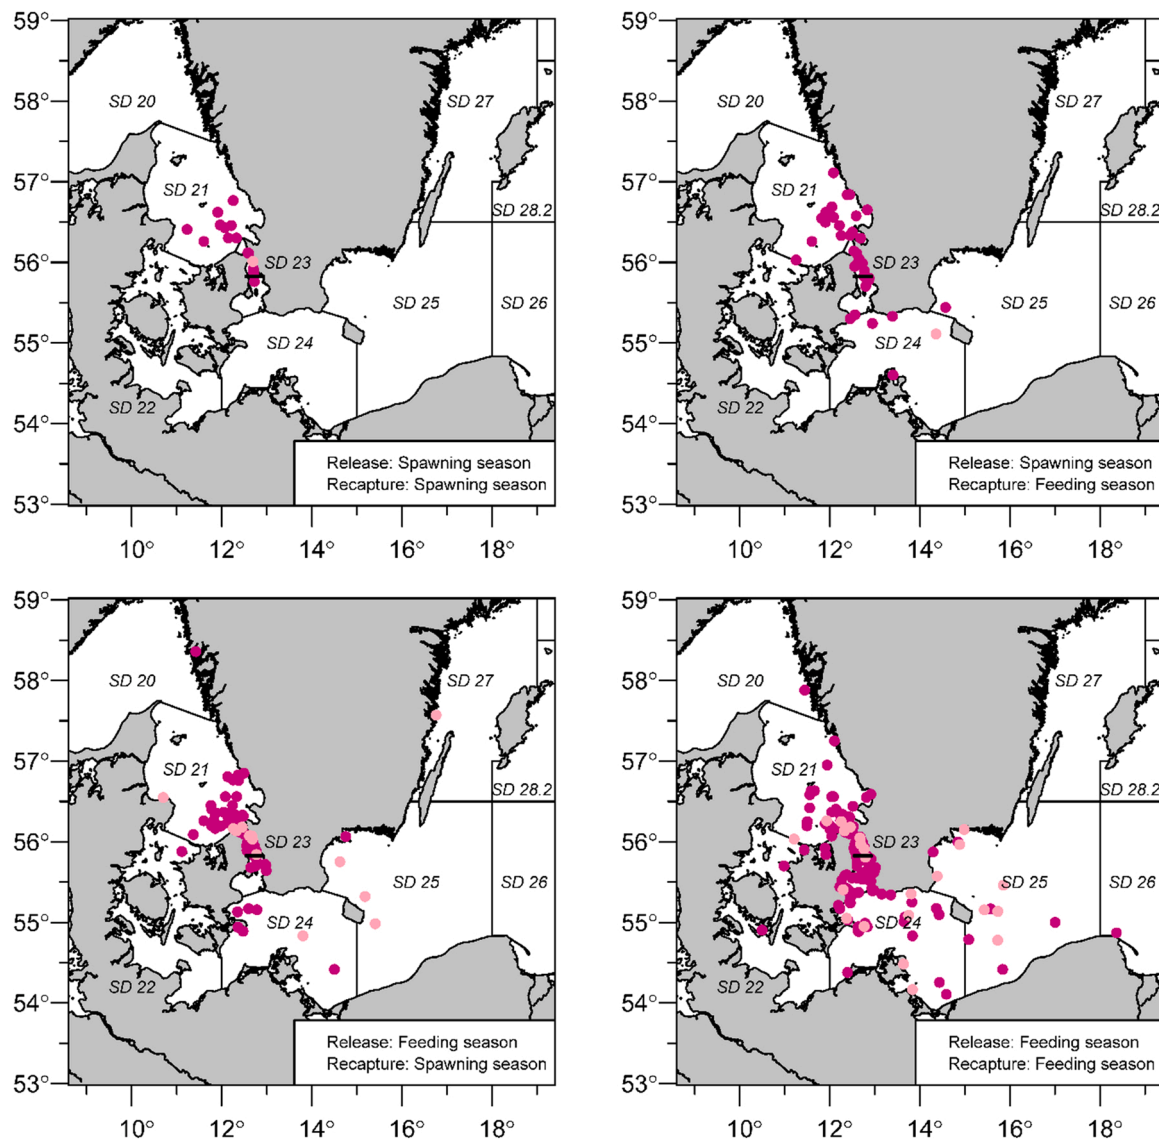 59°
58°
57°
56°
55°
54°
53°
SD 20
SD 27
SD 21
SD 28.2
SD 23
SD 25
SD 26
SD 24
SD 22
Release: Spawning season
Recapture: Spawning season
10°
12°
14°
16°
18°
59°
58°
57°
56°
55°
54°
53°
SD 20
SD 27
SD 21
SD 28.2
SD 23
SD 25
SD 26
SD 24
SD 22
Release: Spawning season
Recapture: Feeding season
10°
12°
14°
16°
18°
59°
58°
57°
56°
55°
54°
53°
SD 20
SD 27
SD 21
SD 28.2
SD 23
SD 25
SD 26
SD 24
SD 22
Release: Feeding season
Recapture: Spawning season
10°
12°
14°
16°
18°
59°
58°
57°
56°
55°
54°
53°
SD 20
SD 27
SD 21
SD 28.2
SD 23
SD 25
SD 26
SD 24
SD 22
Release: Feeding season
Recapture: Feeding season
10°
12°
14°
16°
18°